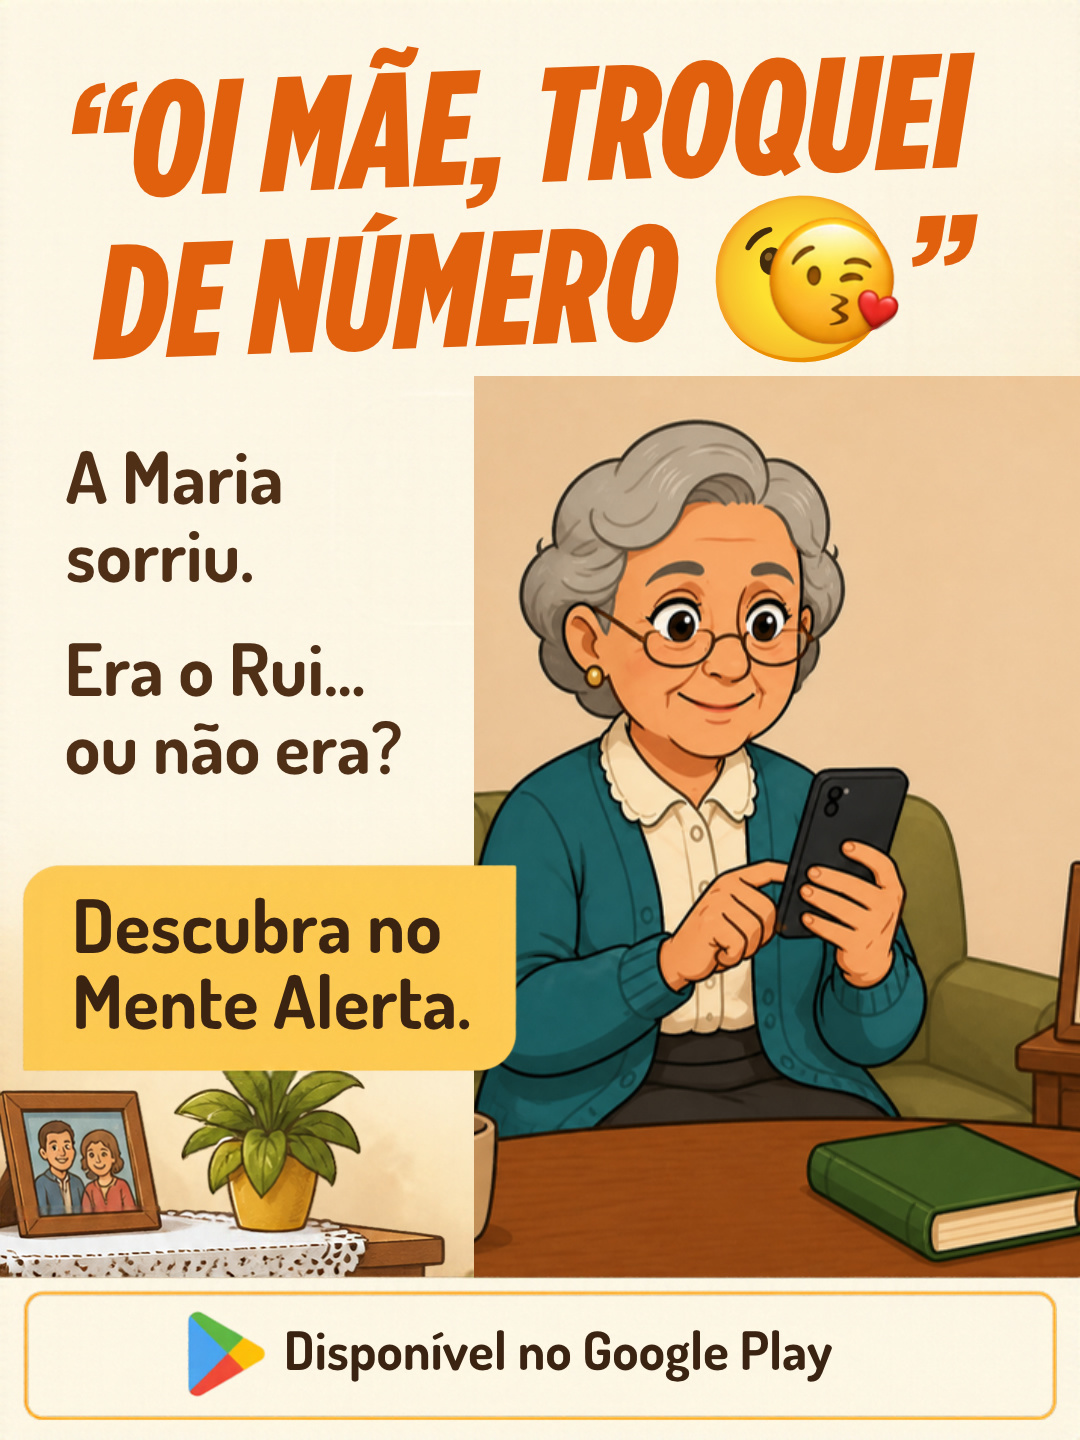 “OI MÃE, TROQUEI
DE NÚMERO 😘”
A Maria
sorriu.
Era o Rui...
ou não era?
Descubra no
Mente Alerta.
Disponível no Google Play